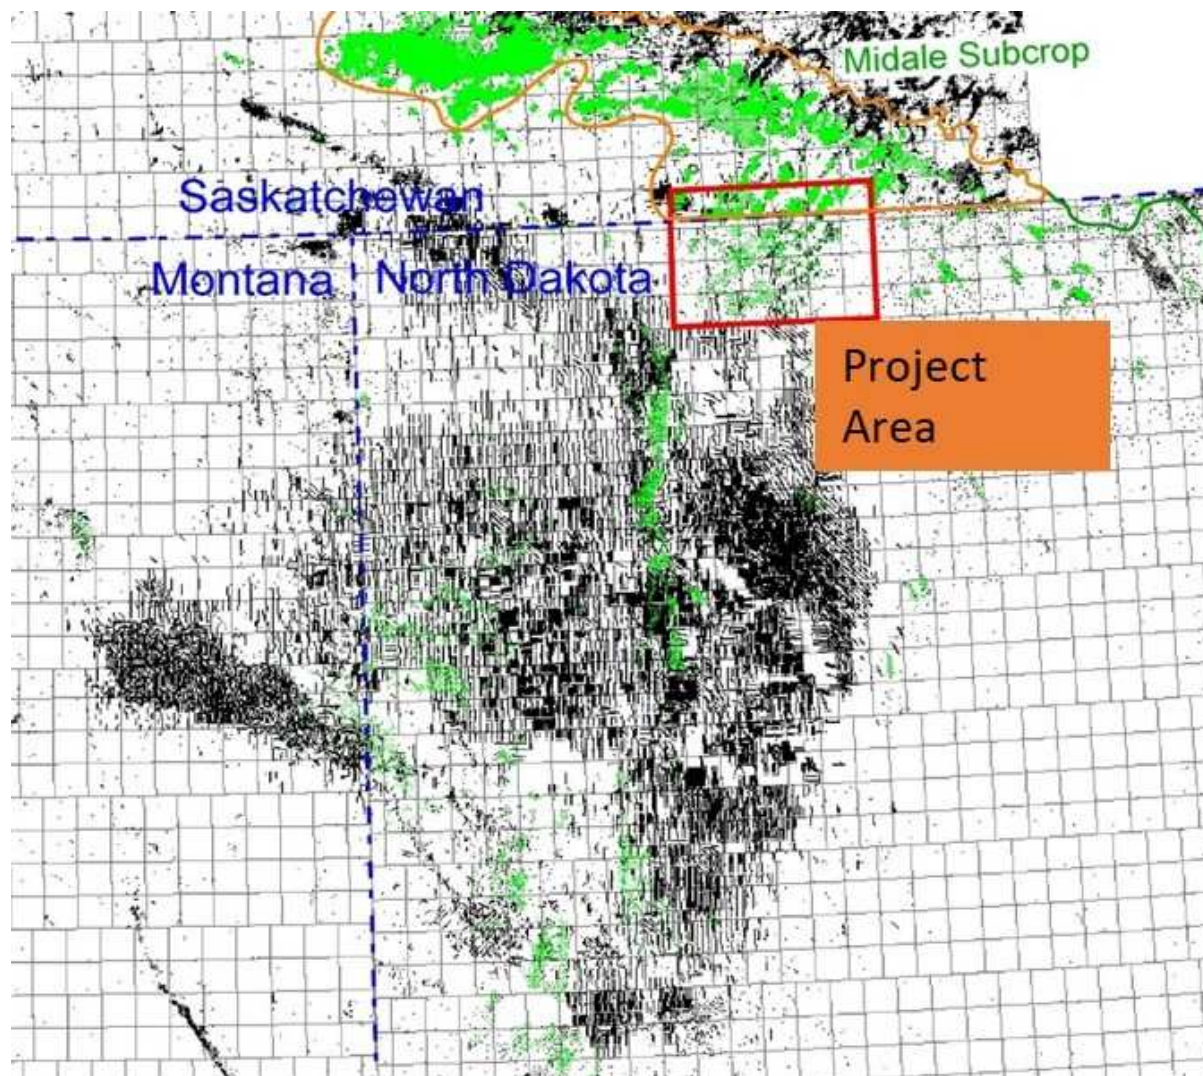 Midale Subcrop
Saskatchewan
Montana
North Dakota
Project
Area